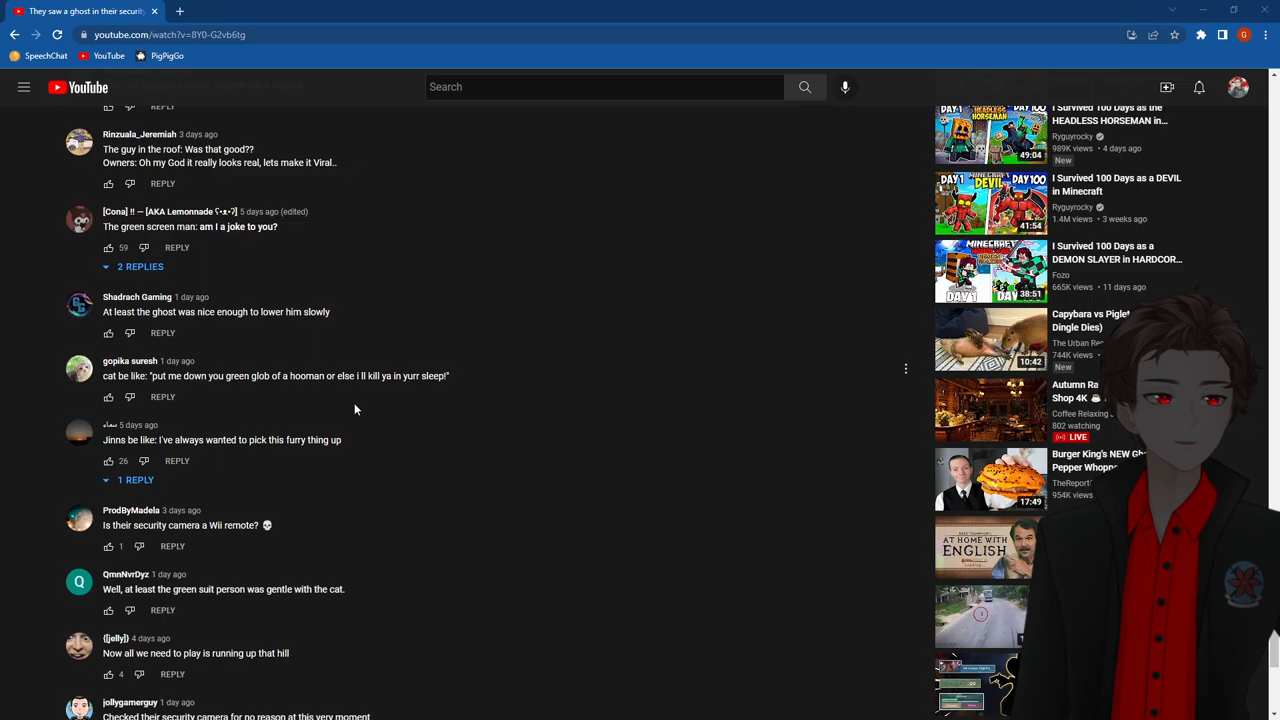 They saw a ghost in their security
youtube.com/watch?v=8Y0-G2vb6tg
G
SpeechChat
YouTube
PigPigGo
YouTube
Search
REPLY
Rinzuala_Jeremiah 3 days ago
The guy in the roof: Was that good??
Owners: Oh my God it really looks real, lets make it Viral..
REPLY
[Cona] !! — [AKA Lemonnade ʕ•ᴥ•ʔ] 5 days ago (edited)
The green screen man: am I a joke to you?
59 REPLY
2 REPLIES
Shadrach Gaming 1 day ago
At least the ghost was nice enough to lower him slowly
REPLY
gopika suresh 1 day ago
cat be like: "put me down you green glob of a hooman or else i ll kill ya in yurr sleep!"
REPLY
سماء 5 days ago
Jinns be like: I've always wanted to pick this furry thing up
26 REPLY
1 REPLY
ProdByMadela 3 days ago
Is their security camera a Wii remote? 💀
1 REPLY
Q
QmnNvrDyz 1 day ago
Well, at least the green suit person was gentle with the cat.
REPLY
{[jelly]} 4 days ago
Now all we need to play is running up that hill
4 REPLY
jollygamerguy 1 day ago
Checked their security camera for no reason at this very moment
HEADLESS
HORSEMAN
DAY 1
DAY 100
49:04
I Survived 100 Days as the
HEADLESS HORSEMAN in...
Ryguyrocky
989K views • 4 days ago
New
MINECRAFT
DEVIL
DAY 1
DAY 100
41:54
I Survived 100 Days as a DEVIL
in Minecraft
Ryguyrocky
1.4M views • 3 weeks ago
MINECRAFT
DAY 1
38:51
I Survived 100 Days as a
DEMON SLAYER in HARDCOR...
Fozo
665K views • 11 days ago
10:42
Capybara vs Piglet
Dingle Dies)
The Urban
744K views
New
Autumn
Shop 4K
Coffee Relaxing
802 watching
LIVE
17:49
Burger King's NEW
Pepper
TheReport
954K views
AT HOME WITH
ENGLISH